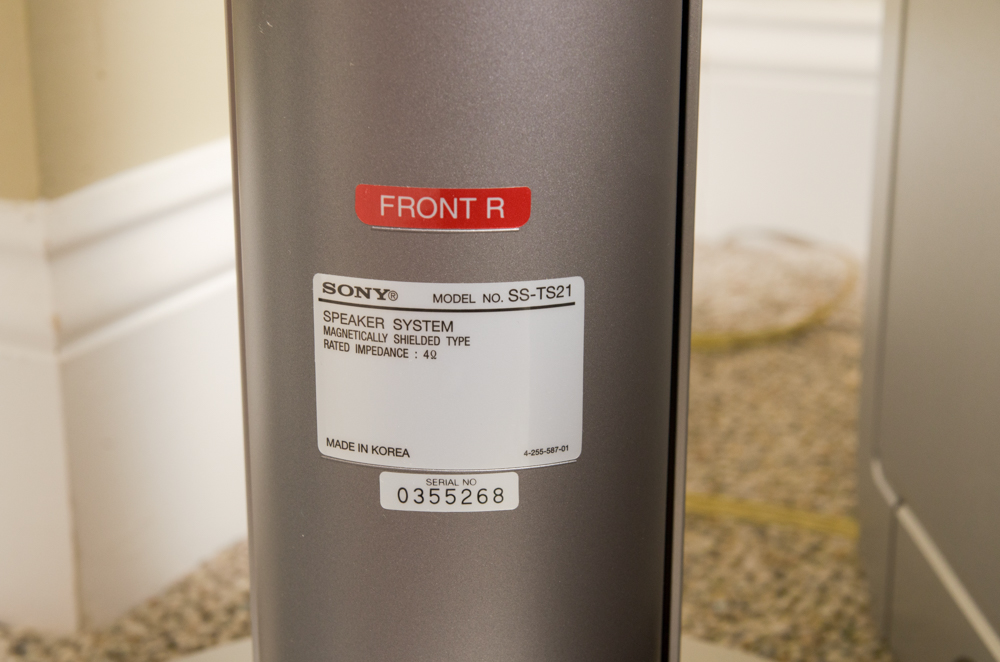 FRONT R
SONY® MODEL NO. SS-TS21
SPEAKER SYSTEM
MAGNETICALLY SHIELDED TYPE
RATED IMPEDANCE : 4Ω
MADE IN KOREA 4-255-587-01
SERIAL NO
0355268